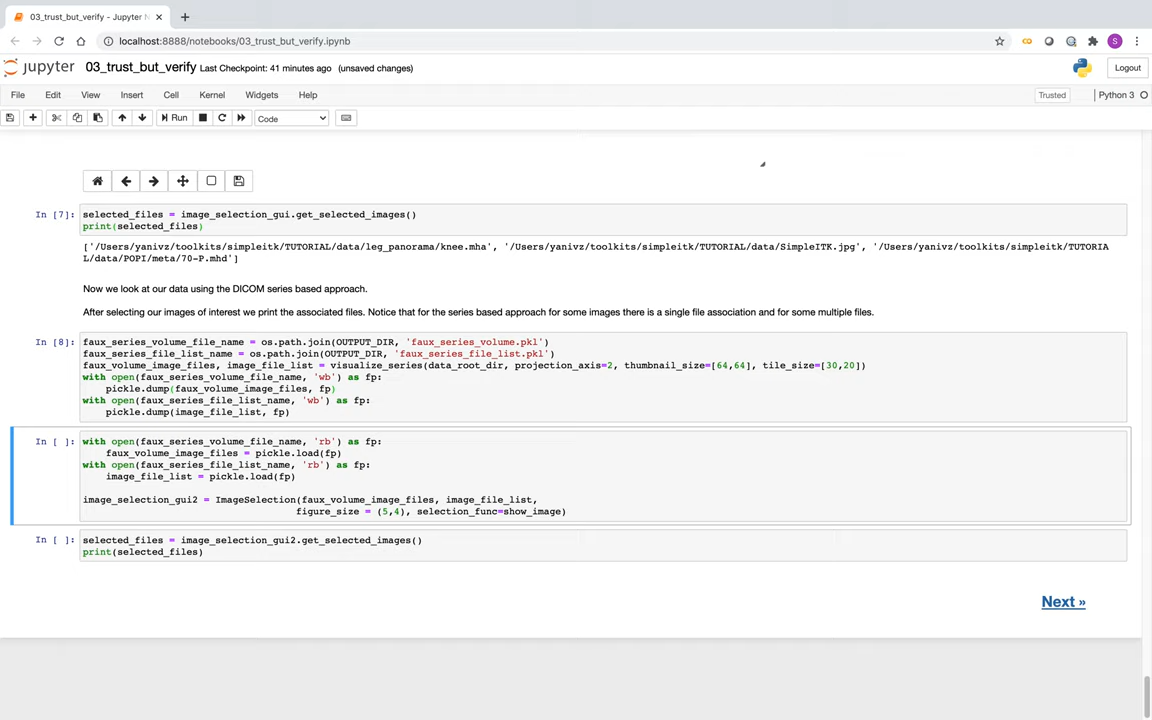 03_trust_but_verify - Jupyter N
localhost:8888/notebooks/03_trust_but_verify.ipynb
S
jupyter 03_trust_but_verify Last Checkpoint: 41 minutes ago (unsaved changes)
Logout
File Edit View Insert Cell Kernel Widgets Help
Trusted
Python 3
Run
Code
In [7]: selected_files = image_selection_gui.get_selected_images()
print(selected_files)
['/Users/yanivz/toolkits/simpleitk/TUTORIAL/data/leg_panorama/knee.mha', '/Users/yanivz/toolkits/simpleitk/TUTORIAL/data/SimpleITK.jpg', '/Users/yanivz/toolkits/simpleitk/TUTORIA
L/data/POPI/meta/70-P.mhd']
Now we look at our data using the DICOM series based approach.
After selecting our images of interest we print the associated files. Notice that for the series based approach for some images there is a single file association and for some multiple files.
In [8]: faux_series_volume_file_name = os.path.join(OUTPUT_DIR, 'faux_series_volume.pkl')
faux_series_file_list_name = os.path.join(OUTPUT_DIR, 'faux_series_file_list.pkl')
faux_volume_image_files, image_file_list = visualize_series(data_root_dir, projection_axis=2, thumbnail_size=[64,64], tile_size=[30,20])
with open(faux_series_volume_file_name, 'wb') as fp:
pickle.dump(faux_volume_image_files, fp)
with open(faux_series_file_list_name, 'wb') as fp:
pickle.dump(image_file_list, fp)
In [ ]: with open(faux_series_volume_file_name, 'rb') as fp:
faux_volume_image_files = pickle.load(fp)
with open(faux_series_file_list_name, 'rb') as fp:
image_file_list = pickle.load(fp)
image_selection_gui2 = ImageSelection(faux_volume_image_files, image_file_list,
figure_size = (5,4), selection_func=show_image)
In [ ]: selected_files = image_selection_gui2.get_selected_images()
print(selected_files)
Next »